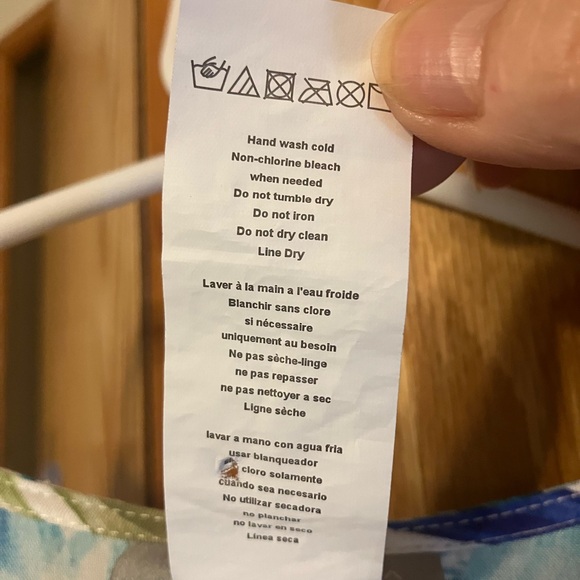 Hand wash cold
Non-chlorine bleach
when needed
Do not tumble dry
Do not iron
Do not dry clean
Line Dry
Laver à la main a l'eau froide
Blanchir sans clore
si nécessaire
uniquement au besoin
Ne pas sèche-linge
ne pas repasser
ne pas nettoyer a sec
Ligne sèche
lavar a mano con agua fria
usar blanqueador
cloro solamente
cuando sea necesario
No utilizar secadora
no planchar
no lavar en seco
Linea seca